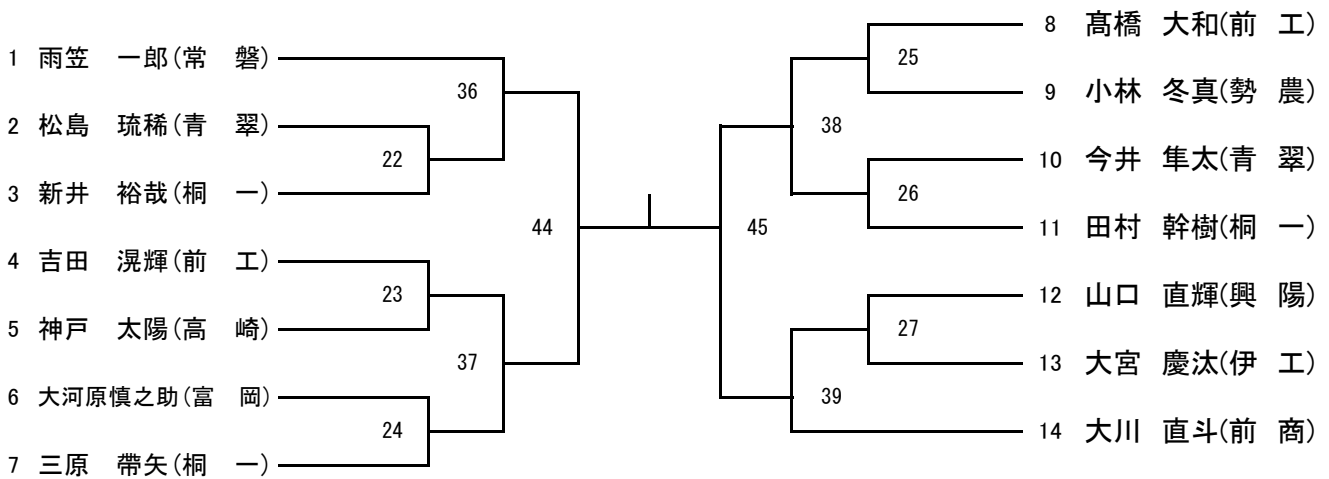 1 雨笠 一郎(常 磐)
36
2 松島 琉稀(青 翠)
22
3 新井 裕哉(桐 一)
44
4 吉田 滉輝(前 工)
23
5 神戸 太陽(高 崎)
37
6 大河原慎之助(富 岡)
24
7 三原 帶矢(桐 一)
8 髙橋 大和(前 工)
25
9 小林 冬真(勢 農)
38
10 今井 隼太(青 翠)
26
11 田村 幹樹(桐 一)
45
12 山口 直輝(興 陽)
27
13 大宮 慶汰(伊 工)
39
14 大川 直斗(前 商)